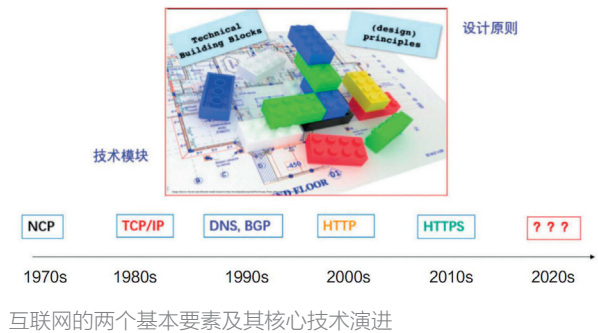 Technical
Building Blocks
(design)
principles
设计原则
技术模块
-450
ND FLOOR 01
NCP
TCP/IP
DNS, BGP
HTTP
HTTPS
? ? ?
1970s
1980s
1990s
2000s
2010s
2020s
互联网的两个基本要素及其核心技术演进